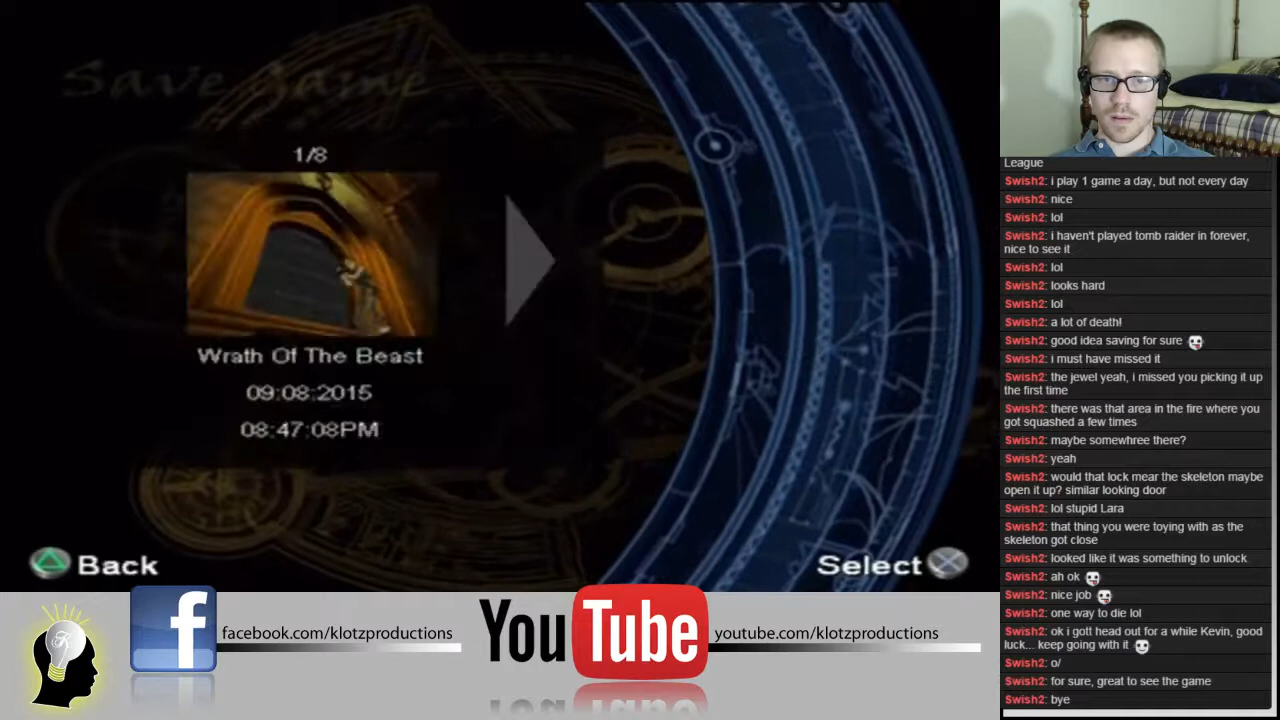 Save game
1/8
Wrath Of The Beast
09:08:2015
08:47:08PM
Back
Select
facebook.com/klotzproductions
YouTube
youtube.com/klotzproductions
League
Swish2: i play 1 game a day, but not every day
Swish2: nice
Swish2: lol
Swish2: i haven't played tomb raider in forever,
nice to see it
Swish2: lol
Swish2: looks hard
Swish2: lol
Swish2: a lot of death!
Swish2: good idea saving for sure
Swish2: i must have missed it
Swish2: the jewel yeah, i missed you picking it up
the first time
Swish2: there was that area in the fire where you
got squashed a few times
Swish2: maybe somewhree there?
Swish2: yeah
Swish2: would that lock mear the skeleton maybe
open it up? similar looking door
Swish2: lol stupid Lara
Swish2: that thing you were toying with as the
skeleton got close
Swish2: looked like it was something to unlock
Swish2: ah ok
Swish2: nice job
Swish2: one way to die lol
Swish2: ok i gott head out for a while Kevin, good
luck... keep going with it
Swish2: o/
Swish2: for sure, great to see the game
Swish2: bye